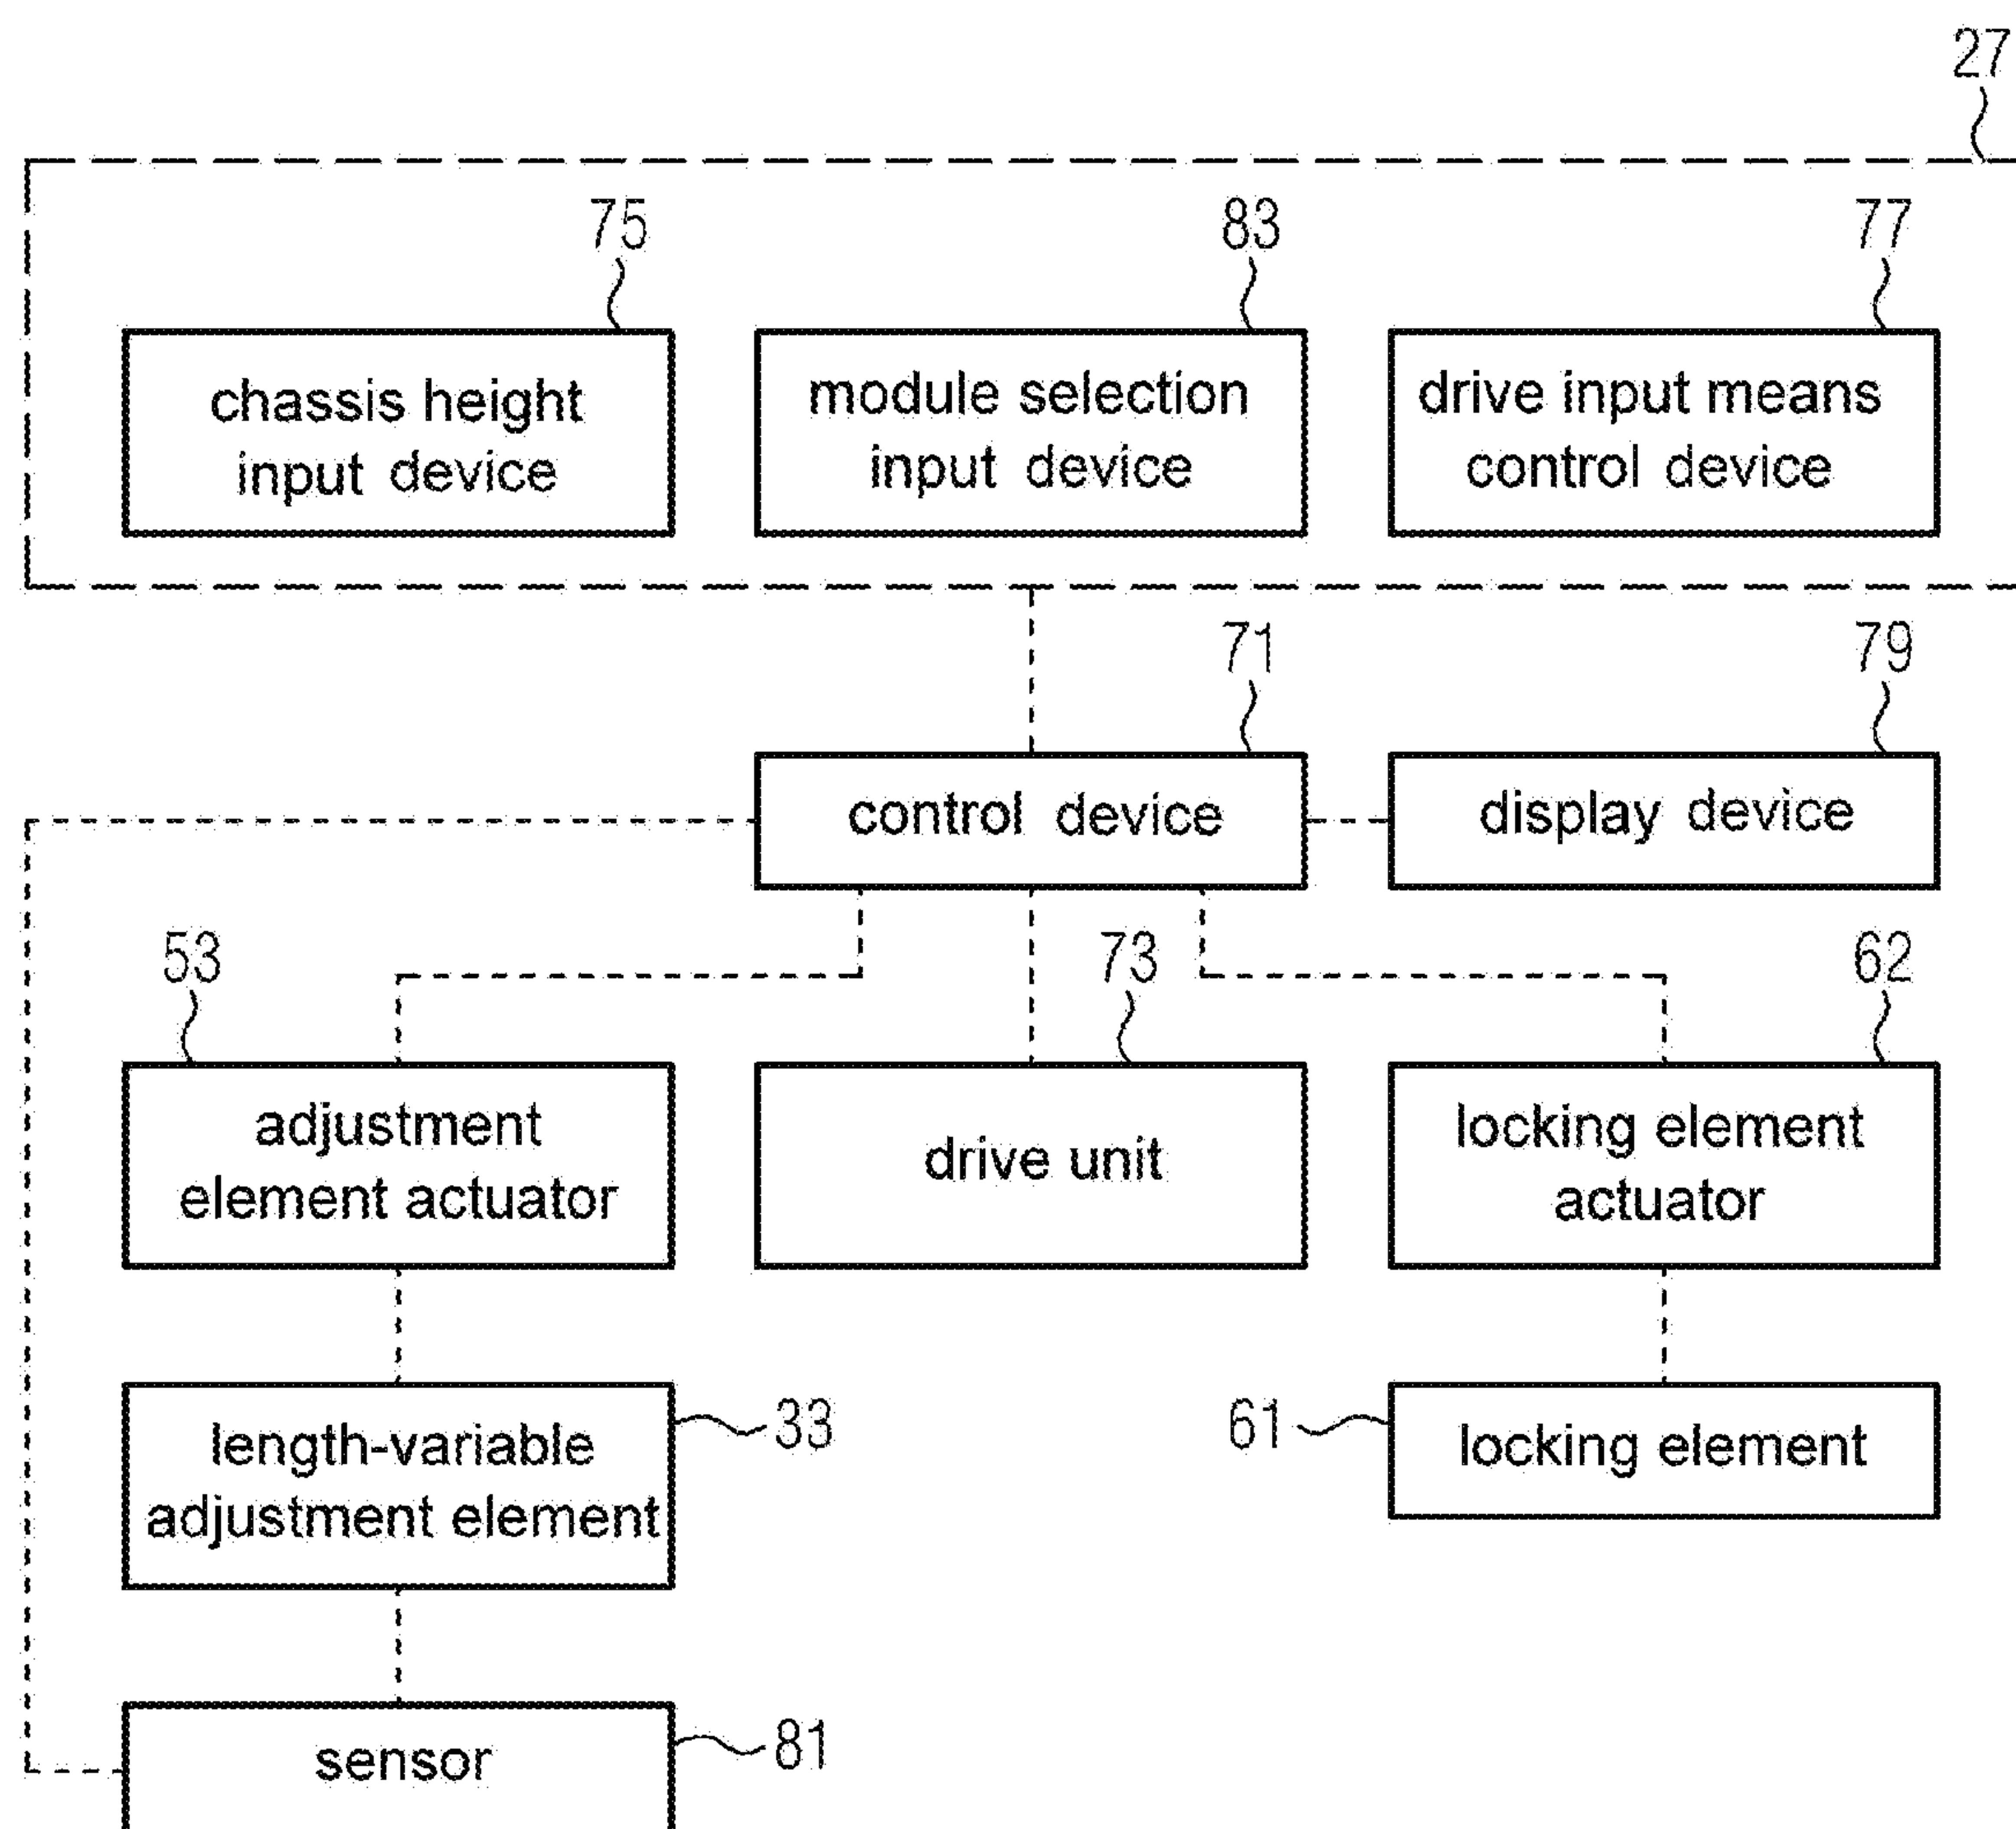 27
75
83
77
chassis height
input device
module selection
input device
drive input means
control device
71
79
control device
display device
53
73
62
adjustment
element actuator
drive unit
locking element
actuator
length-variable
adjustment element
33
61
locking element
sensor
81